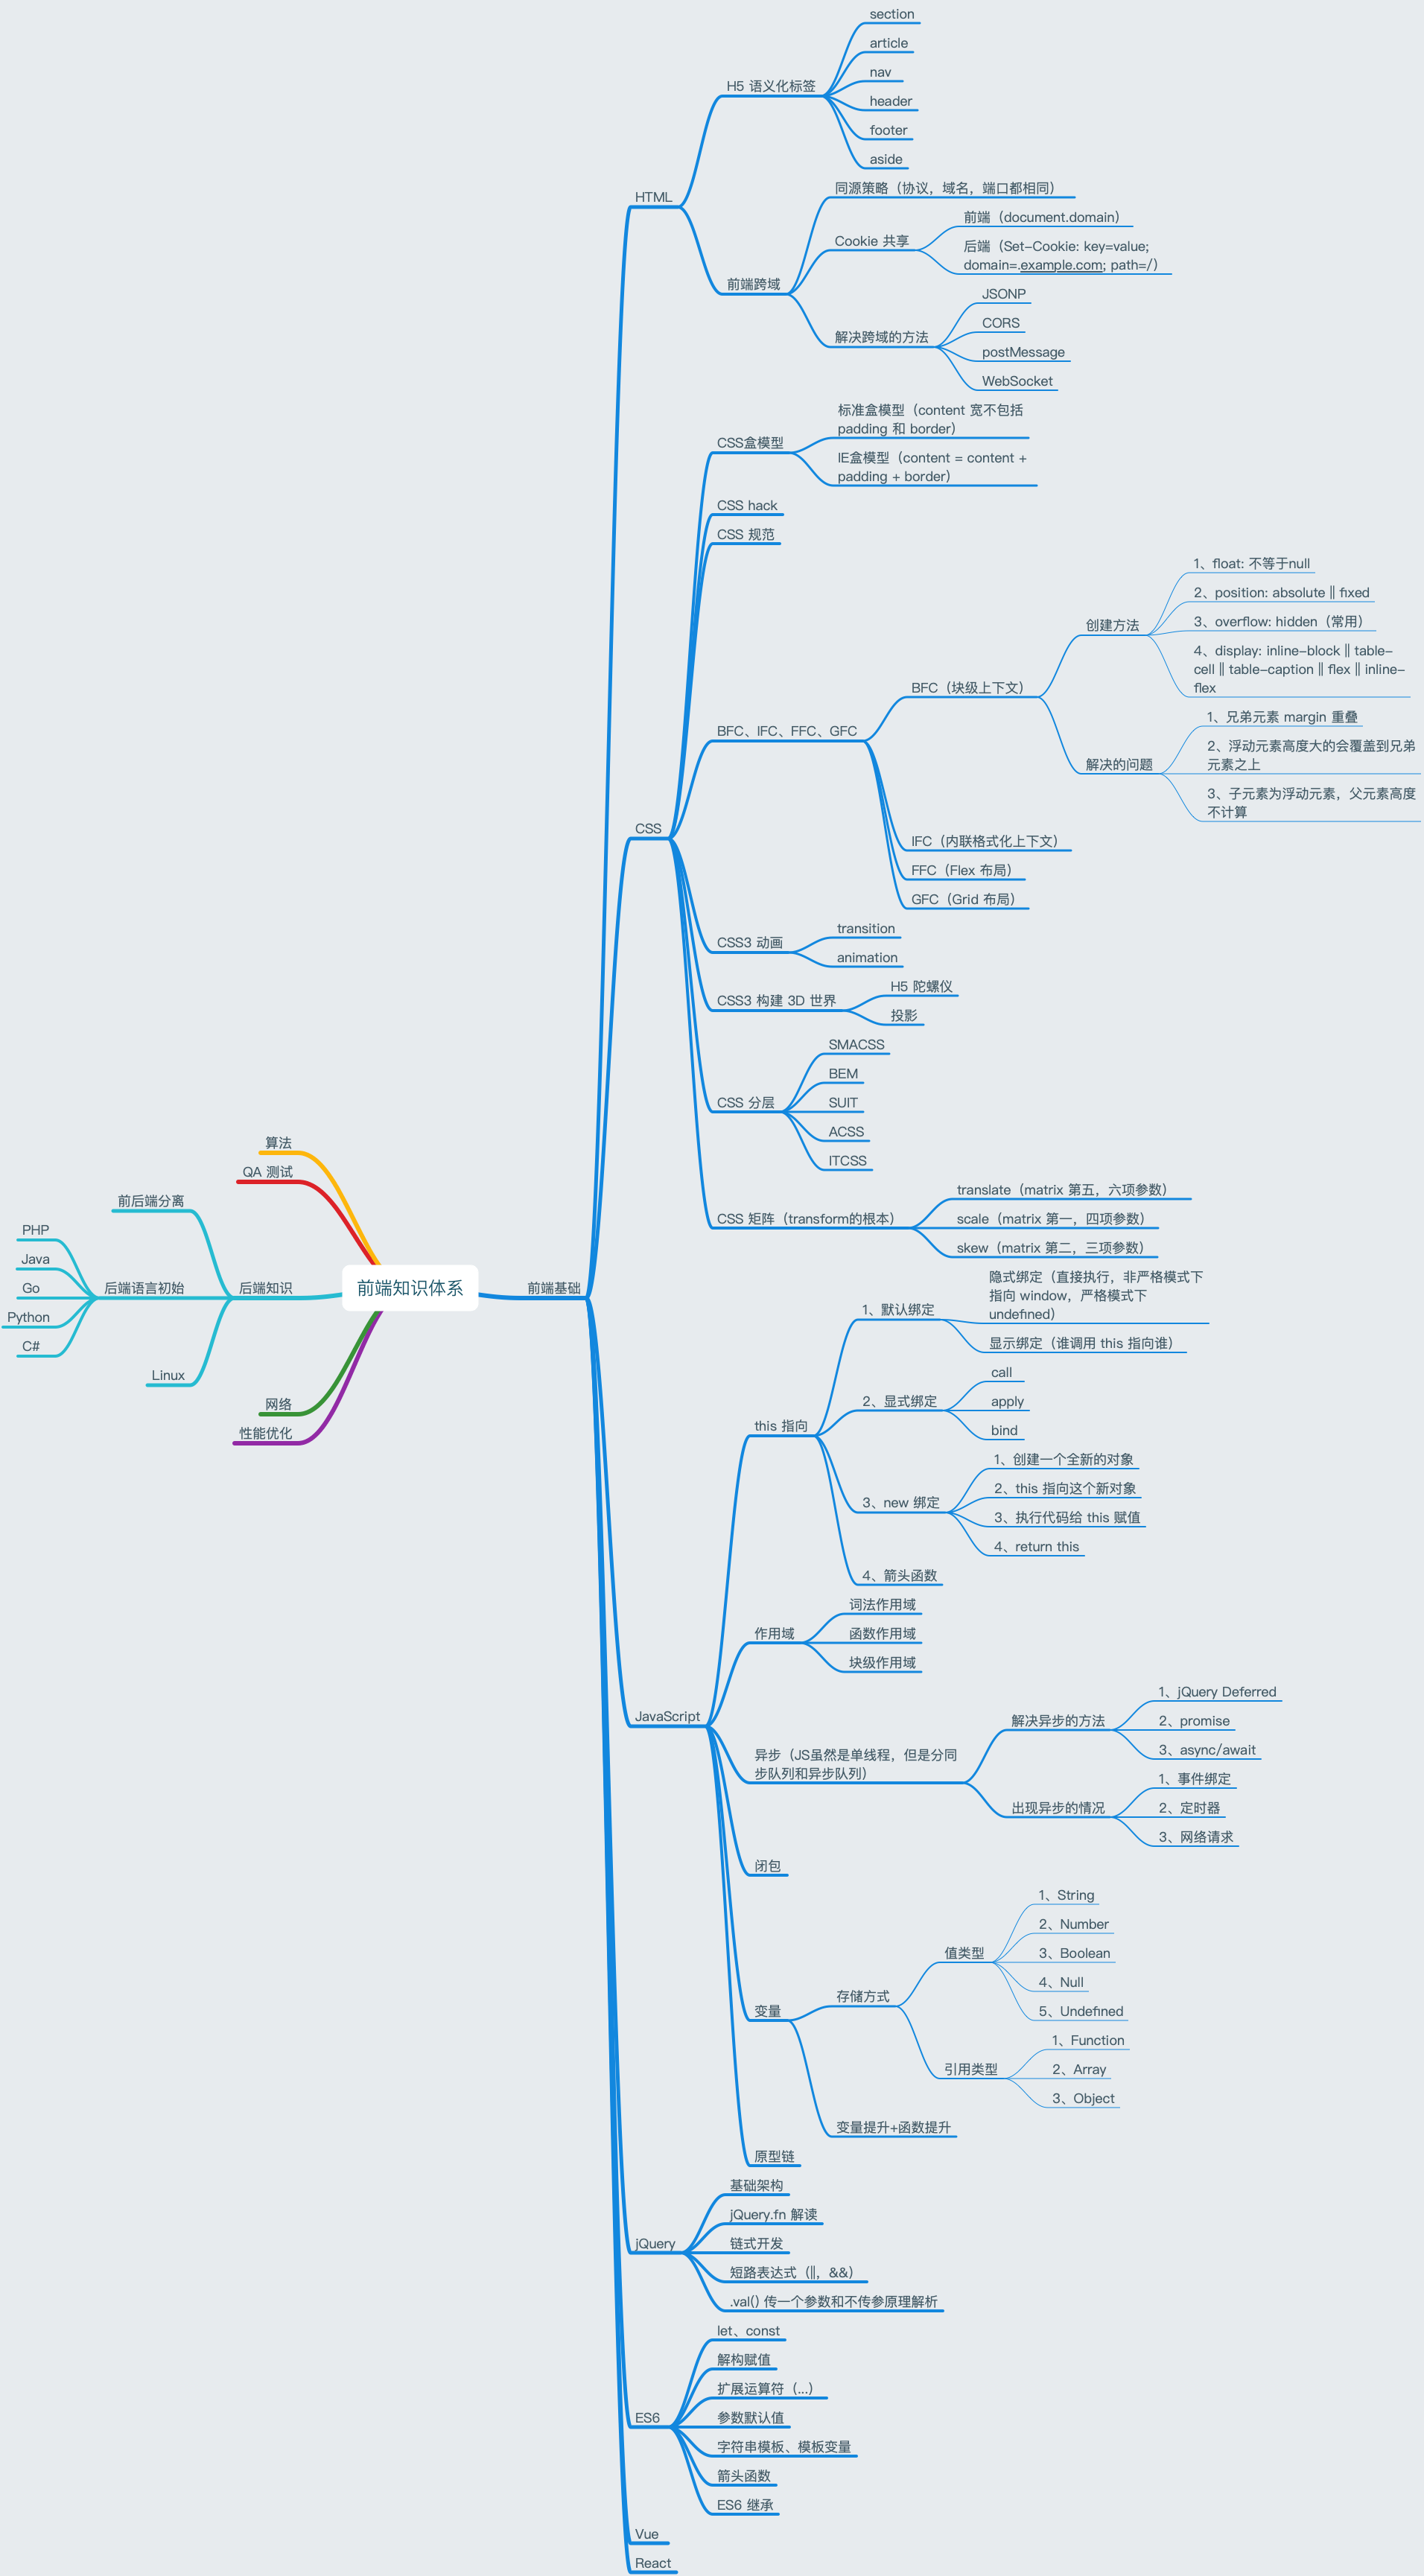 section
article
nav
H5 语义化标签
header
footer
aside
HTML
同源策略（协议，域名，端口都相同）
前端（document.domain）
Cookie 共享
后端（Set-Cookie: key=value;
domain=.example.com; path=/）
前端跨域
JSONP
CORS
解决跨域的方法
postMessage
WebSocket
标准盒模型（content 宽不包括
padding 和 border）
CSS盒模型
IE盒模型（content = content +
padding + border）
CSS hack
CSS 规范
1、float: 不等于null
2、position: absolute || fixed
创建方法
3、overflow: hidden（常用）
4、display: inline-block || table-
cell || table-caption || flex || inline-
flex
BFC（块级上下文）
1、兄弟元素 margin 重叠
BFC、IFC、FFC、GFC
2、浮动元素高度大的会覆盖到兄弟
元素之上
解决的问题
3、子元素为浮动元素，父元素高度
不计算
CSS
IFC（内联格式化上下文）
FFC（Flex 布局）
GFC（Grid 布局）
transition
CSS3 动画
animation
H5 陀螺仪
CSS3 构建 3D 世界
投影
SMACSS
BEM
CSS 分层
SUIT
ACSS
ITCSS
translate（matrix 第五，六项参数）
CSS 矩阵（transform的根本）
scale（matrix 第一，四项参数）
skew（matrix 第二，三项参数）
算法
QA 测试
前后端分离
PHP
Java
Go
后端语言初始
后端知识
Python
C#
Linux
网络
性能优化
前端知识体系
前端基础
隐式绑定（直接执行，非严格模式下
指向 window，严格模式下
undefined）
1、默认绑定
显示绑定（谁调用 this 指向谁）
call
2、显式绑定
apply
bind
this 指向
1、创建一个全新的对象
2、this 指向这个新对象
3、new 绑定
3、执行代码给 this 赋值
4、return this
4、箭头函数
词法作用域
作用域
函数作用域
块级作用域
JavaScript
1、jQuery Deferred
解决异步的方法
2、promise
3、async/await
异步（JS虽然是单线程，但是分同
步队列和异步队列）
1、事件绑定
出现异步的情况
2、定时器
3、网络请求
闭包
1、String
2、Number
值类型
3、Boolean
4、Null
存储方式
5、Undefined
变量
1、Function
引用类型
2、Array
3、Object
变量提升+函数提升
原型链
基础架构
jQuery.fn 解读
jQuery
链式开发
短路表达式（||，&&）
.val() 传一个参数和不传参原理解析
let、const
解构赋值
扩展运算符（...）
ES6
参数默认值
字符串模板、模板变量
箭头函数
ES6 继承
Vue
React